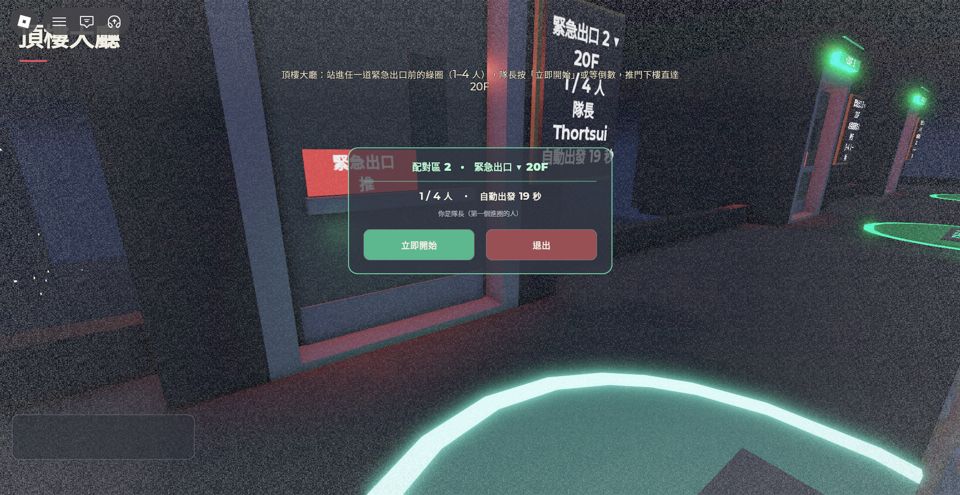 頂樓大廳
緊急出口 2 ▼
20F
1 / 4 人
隊長
Thortsui
自動出發 19 秒
頂樓大廳：站進任一道緊急出口前的綠圈（1–4 人），隊長按「立即開始」或等倒數，推門下樓直達
20F
緊急出口
推
配對區 2 • 緊急出口 ▼ 20F
1 / 4 人 • 自動出發 19 秒
你是隊長（第一個進圈的人）
立即開始
退出